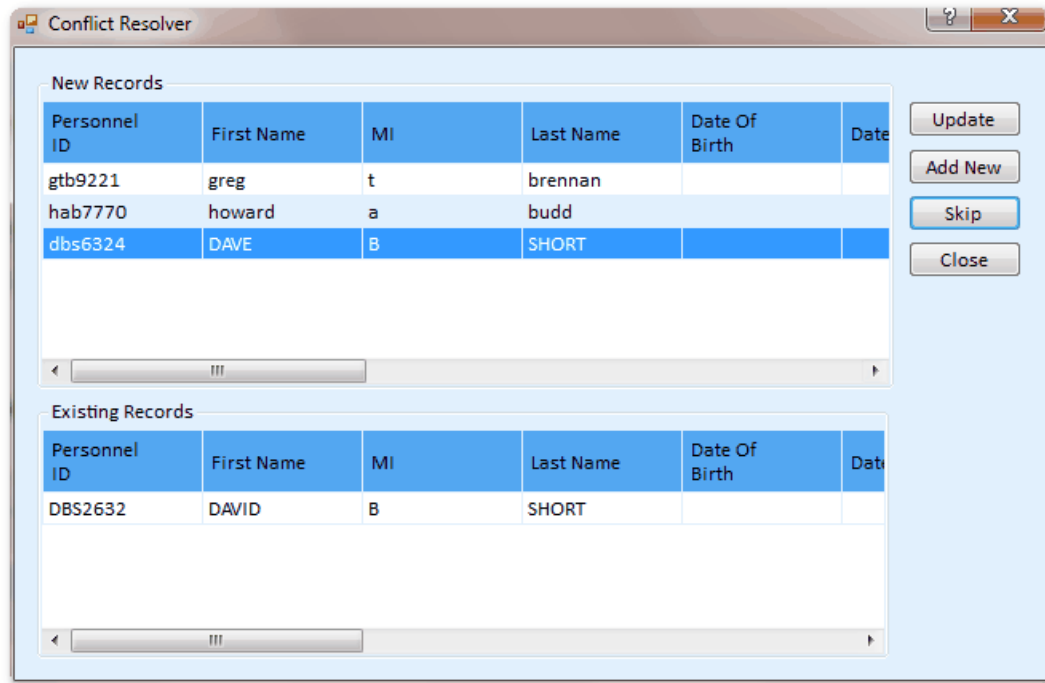 Conflict Resolver
New Records
Personnel ID First Name MI Last Name Date Of Birth Date
gtb9221 greg t brennan
hab7770 howard a budd
dbs6324 DAVE B SHORT
Update
Add New
Skip
Close
Existing Records
Personnel ID First Name MI Last Name Date Of Birth Date
DBS2632 DAVID B SHORT